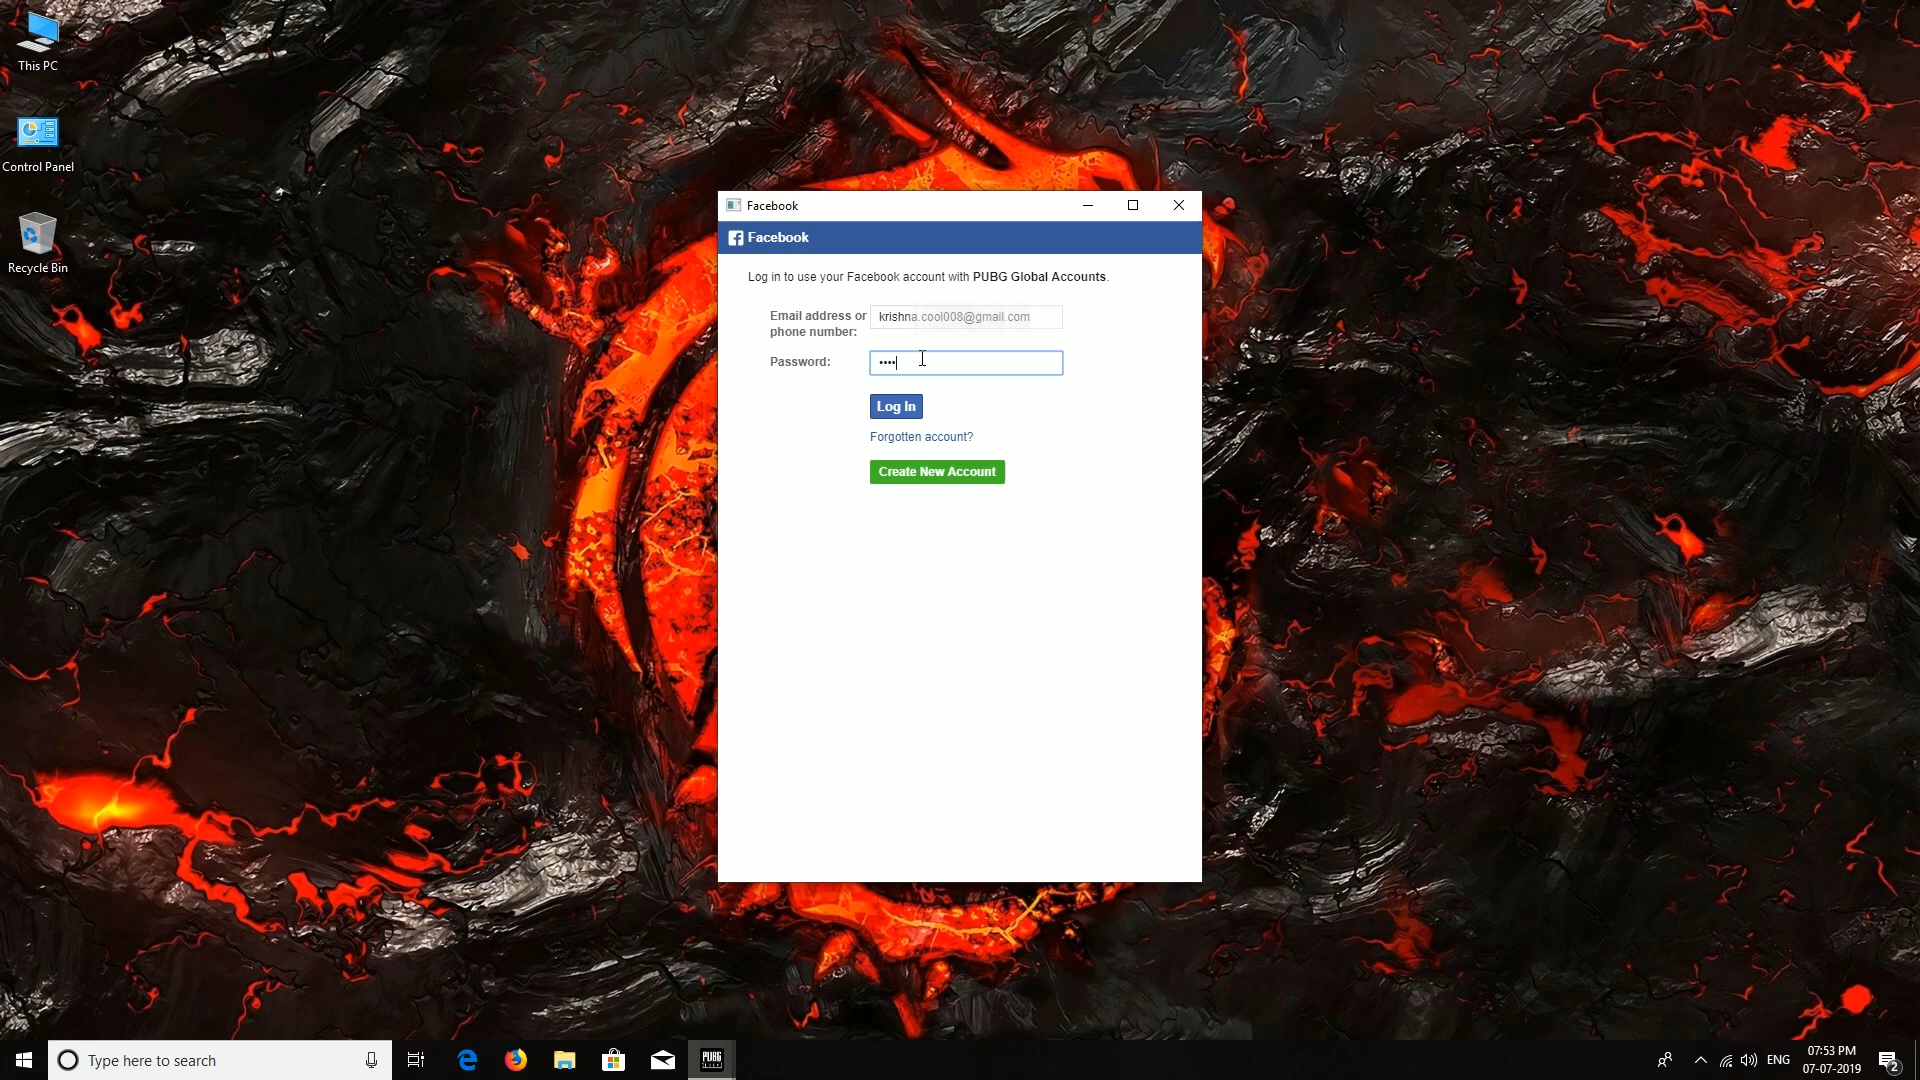 This PC
Control Panel
Recycle Bin
Facebook
Facebook
Log in to use your Facebook account with PUBG Global Accounts.
Email address or
phone number:
krishna.cool008@gmail.com
Password:
••••
Log In
Forgotten account?
Create New Account
Type here to search
PUBG
ENG
07:53 PM
07-07-2019
2